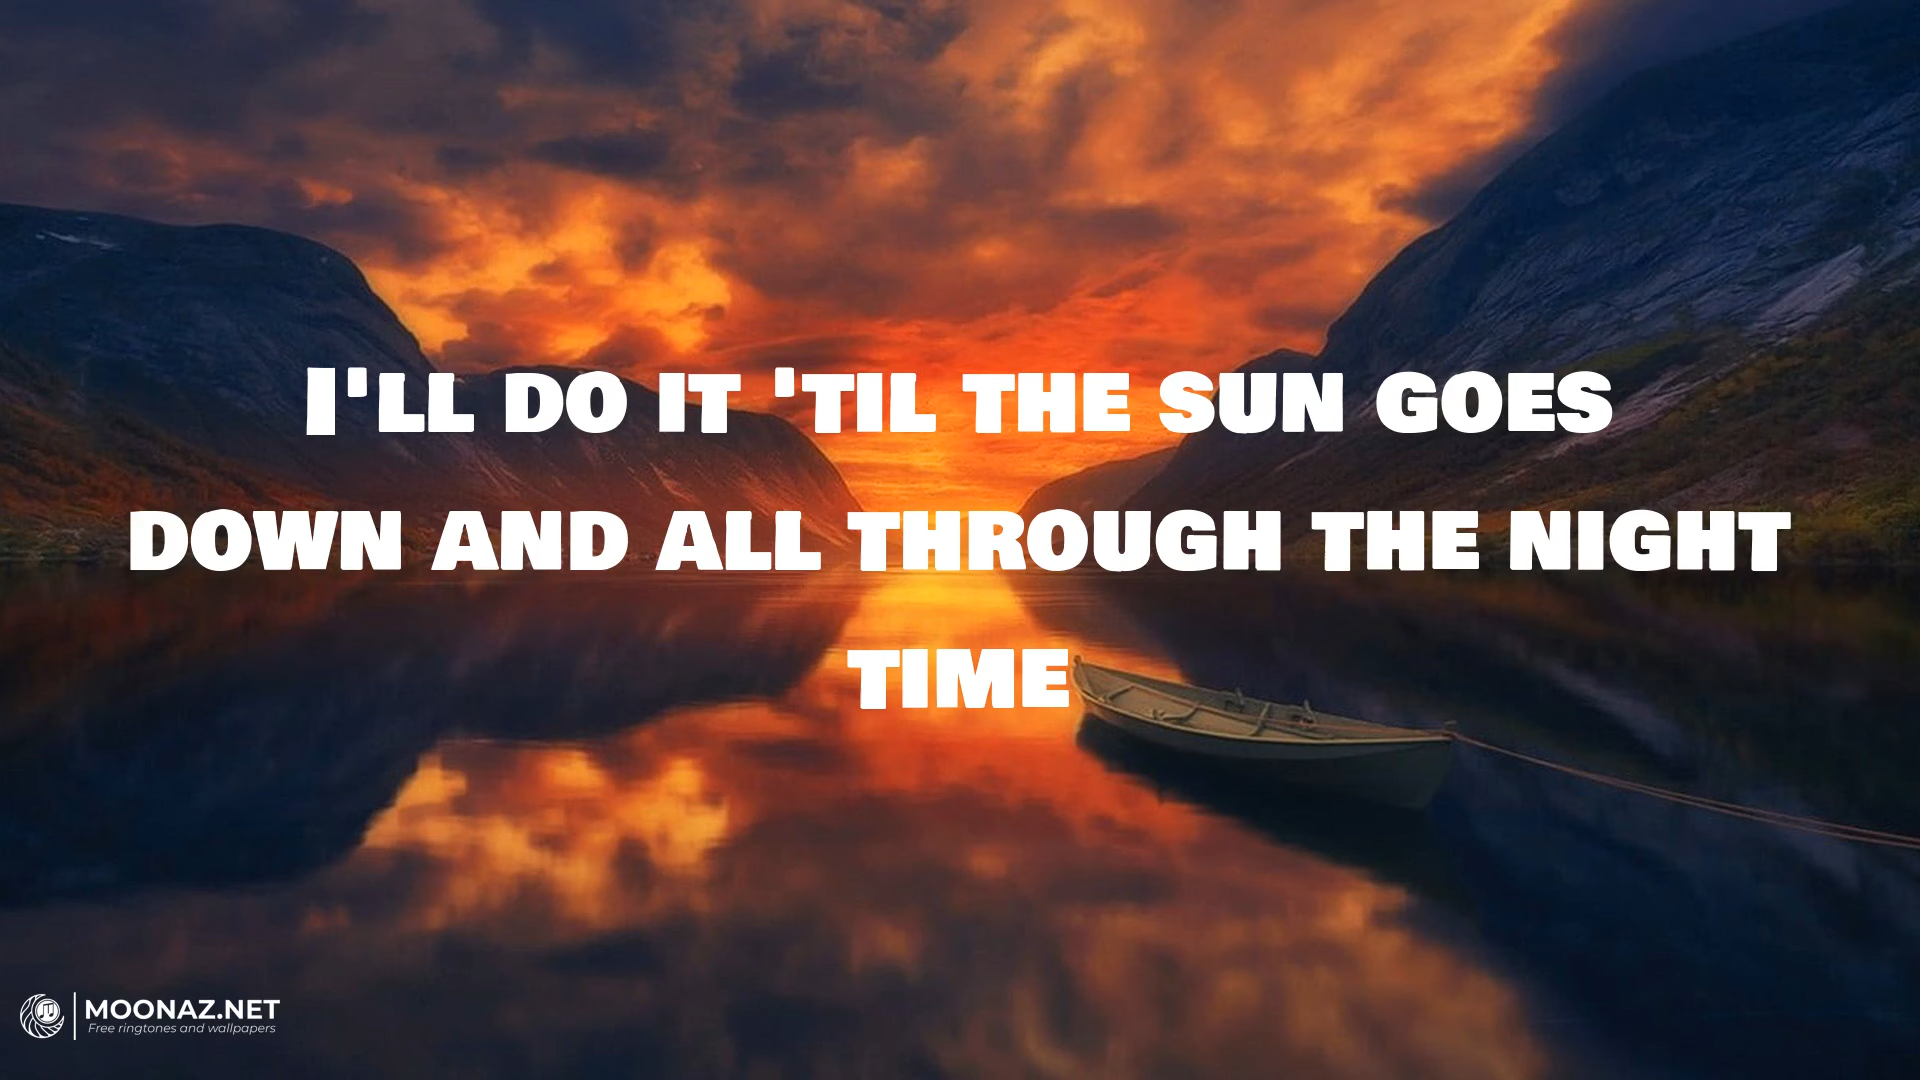 I'll do it 'til the sun goes
down and all through the night
time
MOONAZ.NET
Free ringtones and wallpapers